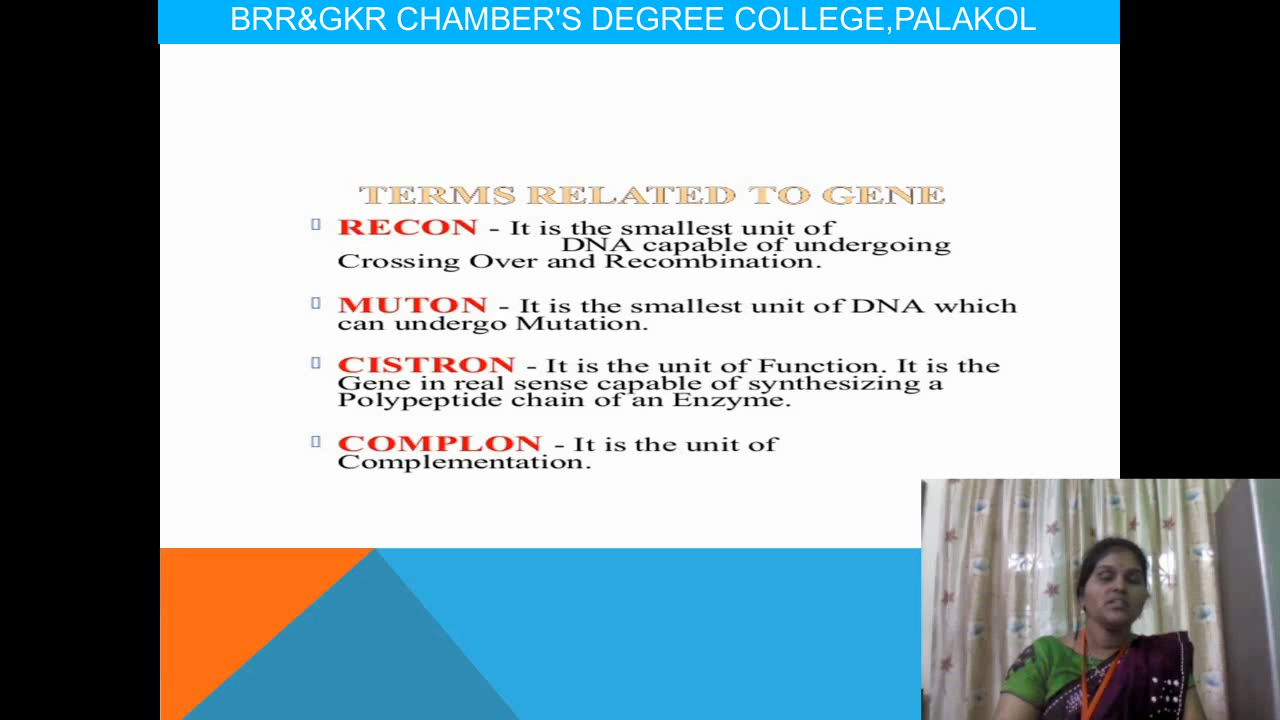 BRR&GKR CHAMBER'S DEGREE COLLEGE,PALAKOL
TERMS RELATED TO GENE
RECON - It is the smallest unit of
DNA capable of undergoing
Crossing Over and Recombination.
MUTON - It is the smallest unit of DNA which
can undergo Mutation.
CISTRON - It is the unit of Function. It is the
Gene in real sense capable of synthesizing a
Polypeptide chain of an Enzyme.
COMPLON - It is the unit of
Complementation.